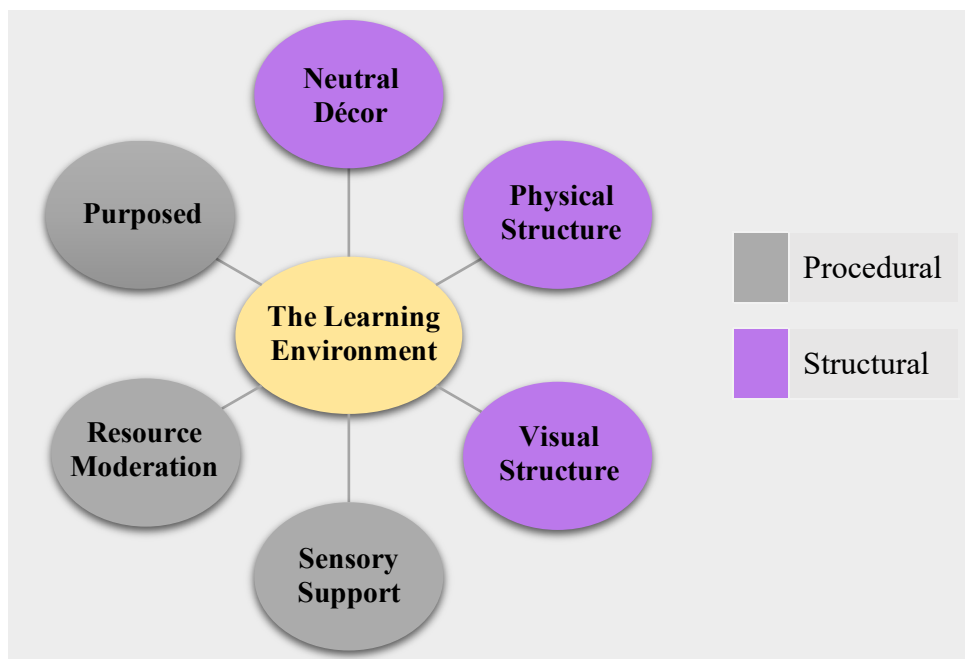 Neutral
Décor
Physical
Structure
Purposed
The Learning
Environment
Procedural
Structural
Resource
Moderation
Visual
Structure
Sensory
Support